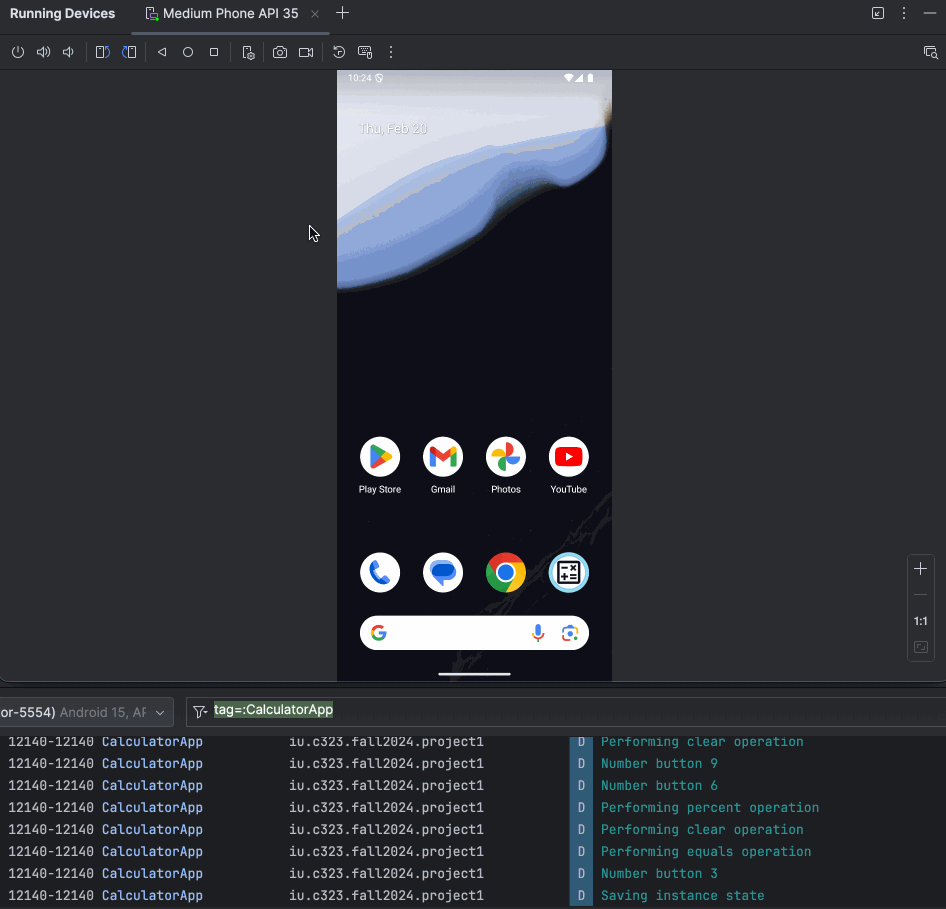 Running Devices Medium Phone API 35
10:24
Thu, Feb 20
Play Store Gmail Photos YouTube
1:1
or-5554) Android 15, AF tag=:CalculatorApp
12140-12140 CalculatorApp iu.c323.fall2024.project1 D Performing clear operation
12140-12140 CalculatorApp iu.c323.fall2024.project1 D Number button 9
12140-12140 CalculatorApp iu.c323.fall2024.project1 D Number button 6
12140-12140 CalculatorApp iu.c323.fall2024.project1 D Performing percent operation
12140-12140 CalculatorApp iu.c323.fall2024.project1 D Performing clear operation
12140-12140 CalculatorApp iu.c323.fall2024.project1 D Performing equals operation
12140-12140 CalculatorApp iu.c323.fall2024.project1 D Number button 3
12140-12140 CalculatorApp iu.c323.fall2024.project1 D Saving instance state